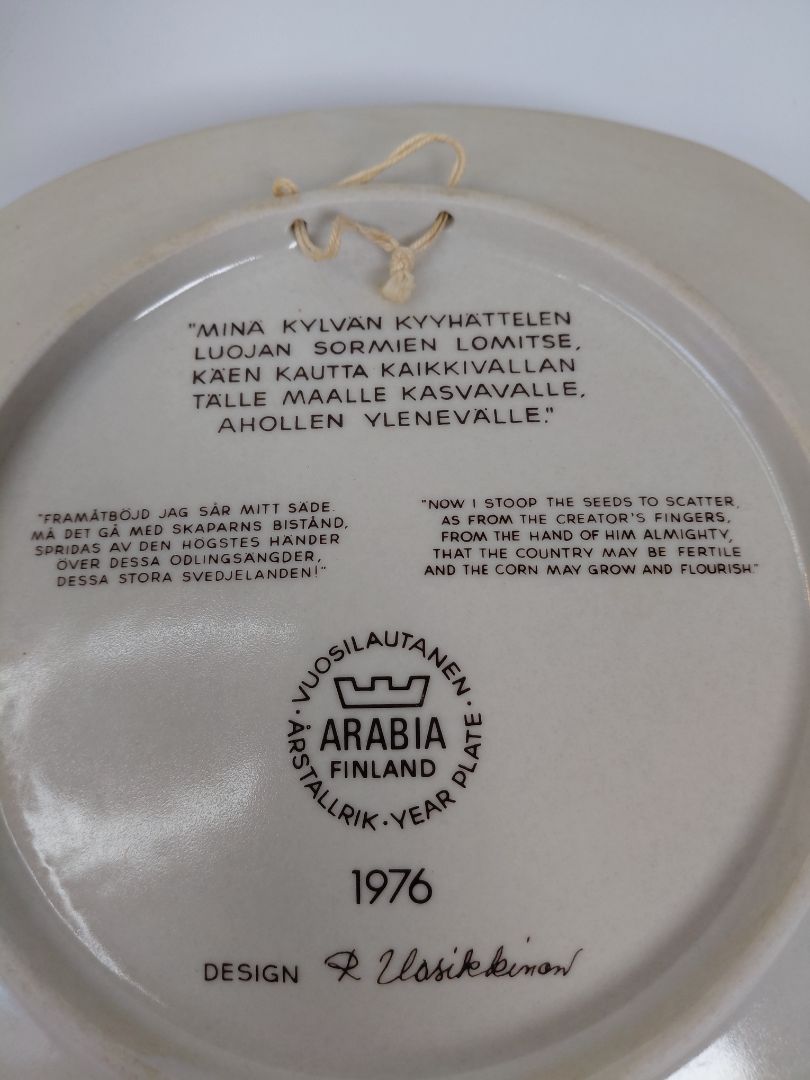 "MINÄ KYLVÄN KYYHÄTTELEN
LUOJAN SORMIEN LOMITSE,
KÄEN KAUTTA KAIKKIVALLAN
TÄLLE MAALLE KASVAVALLE,
AHOLLEN YLENEVÄLLE."
"FRAMÅTBÖJD JAG SÅR MITT SÄDE.
MÅ DET GÅ MED SKAPARNS BISTÅND,
SPRIDAS AV DEN HÖGSTES HÄNDER
ÖVER DESSA ODLINGSÄNGDER,
DESSA STORA SVEDJELANDEN!"
"NOW I STOOP THE SEEDS TO SCATTER,
AS FROM THE CREATOR'S FINGERS,
FROM THE HAND OF HIM ALMIGHTY,
THAT THE COUNTRY MAY BE FERTILE
AND THE CORN MAY GROW AND FLOURISH."
· VUOSILAUTANEN ·
ARABIA
FINLAND
ÅRSTALLRIK · YEAR PLATE
1976
DESIGN R Uosikkinen